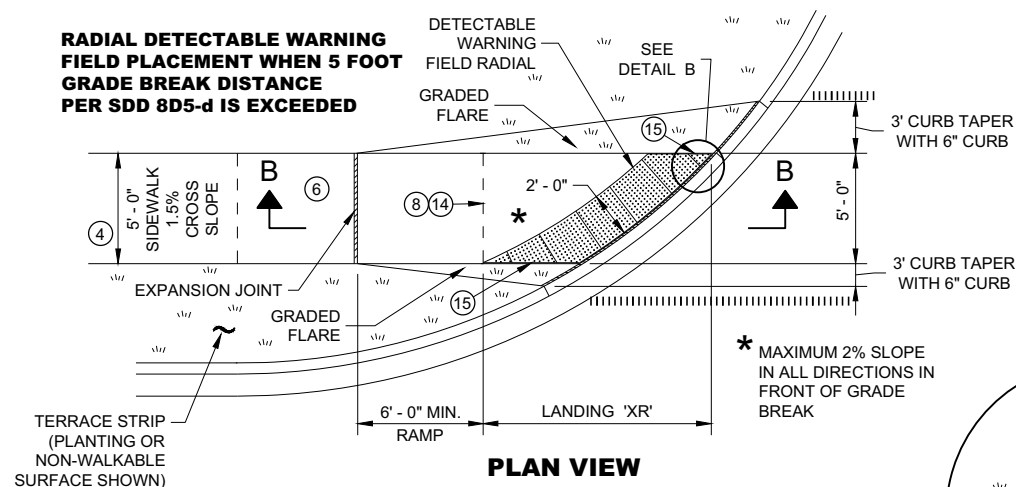 RADIAL DETECTABLE WARNING
FIELD PLACEMENT WHEN 5 FOOT
GRADE BREAK DISTANCE
PER SDD 8D5-d IS EXCEEDED
DETECTABLE
WARNING
FIELD RADIAL
SEE
DETAIL B
GRADED
FLARE
15
3' CURB TAPER
WITH 6" CURB
B
B
4
5' - 0"
SIDEWALK
1.5%
CROSS
SLOPE
6
8
14
*
2' - 0"
5' - 0"
EXPANSION JOINT
15
GRADED
FLARE
3' CURB TAPER
WITH 6" CURB
* MAXIMUM 2% SLOPE
IN ALL DIRECTIONS IN
FRONT OF GRADE
BREAK
TERRACE STRIP
(PLANTING OR
NON-WALKABLE
SURFACE SHOWN)
6' - 0" MIN.
RAMP
LANDING 'XR'
PLAN VIEW